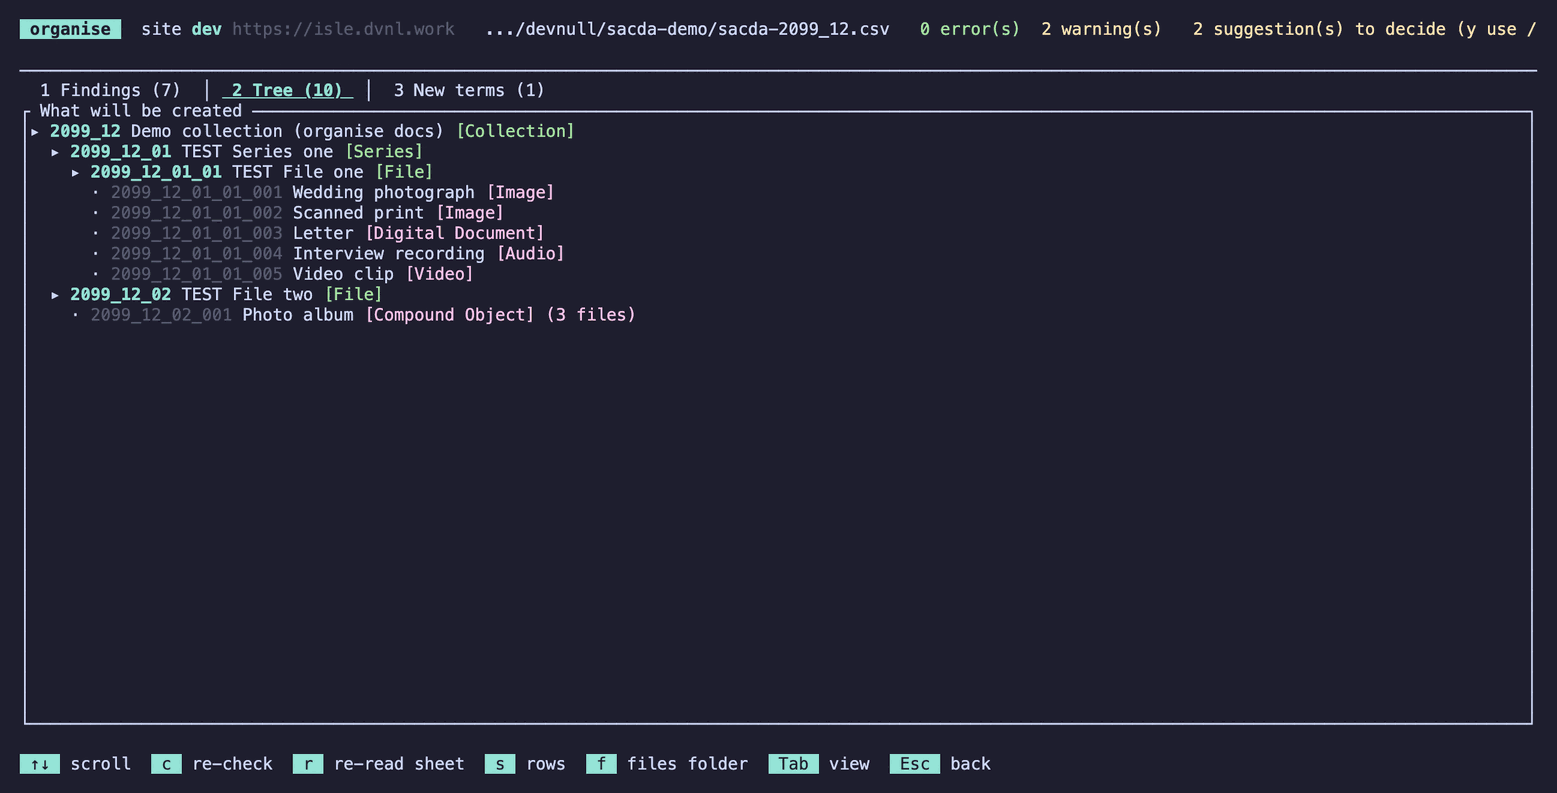 organise site dev https://isle.dvnl.work .../devnull/sacda-demo/sacda-2099_12.csv 0 error(s) 2 warning(s) 2 suggestion(s) to decide (y use /
1 Findings (7) │ 2 Tree (10) │ 3 New terms (1)
What will be created
▸ 2099_12 Demo collection (organise docs) [Collection]
▸ 2099_12_01 TEST Series one [Series]
▸ 2099_12_01_01 TEST File one [File]
· 2099_12_01_01_001 Wedding photograph [Image]
· 2099_12_01_01_002 Scanned print [Image]
· 2099_12_01_01_003 Letter [Digital Document]
· 2099_12_01_01_004 Interview recording [Audio]
· 2099_12_01_01_005 Video clip [Video]
▸ 2099_12_02 TEST File two [File]
· 2099_12_02_001 Photo album [Compound Object] (3 files)
↑↓ scroll c re-check r re-read sheet s rows f files folder Tab view Esc back